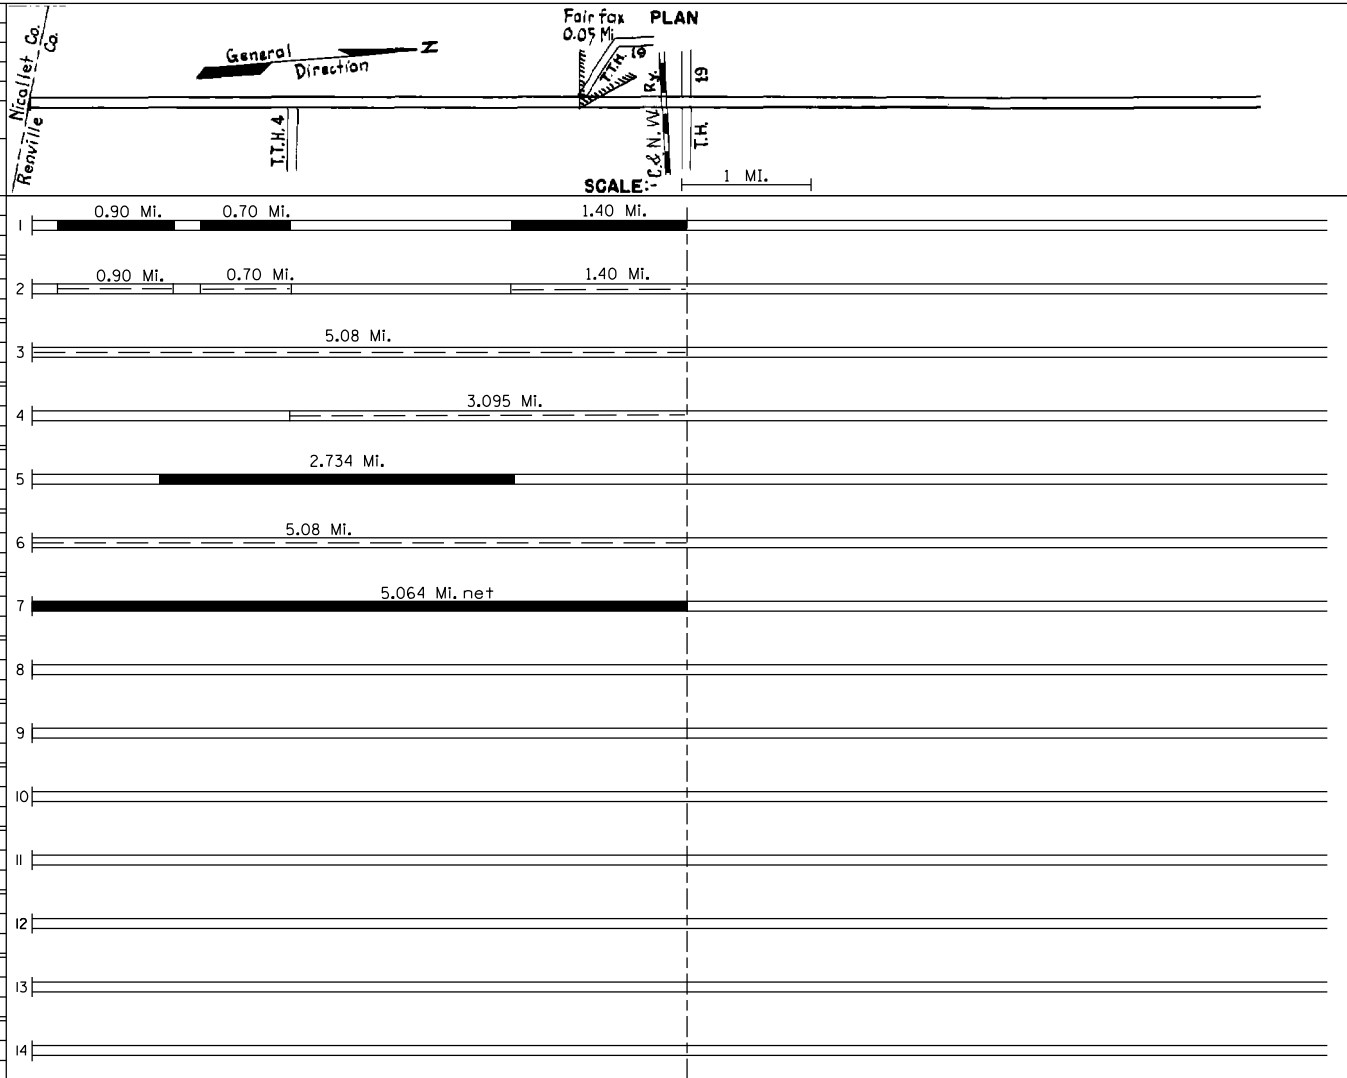 Fairfax PLAN
0.05 Mi
Nicallet Co.
Co.
Renville
General
Direction
Z
T.T.H. 4
T.T.H. 19
C.& N. W Ry.
19
T.H.
SCALE:- 1 MI.
1 0.90 Mi. 0.70 Mi. 1.40 Mi.
2 0.90 Mi. 0.70 Mi. 1.40 Mi.
3 5.08 Mi.
4 3.095 Mi.
5 2.734 Mi.
6 5.08 Mi.
7 5.064 Mi. net
8
9
10
11
12
13
14